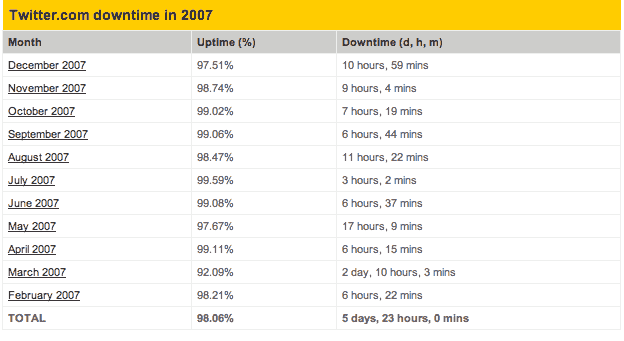 Twitter.com downtime in 2007
Month Uptime (%) Downtime (d, h, m)
December 2007 97.51% 10 hours, 59 mins
November 2007 98.74% 9 hours, 4 mins
October 2007 99.02% 7 hours, 19 mins
September 2007 99.06% 6 hours, 44 mins
August 2007 98.47% 11 hours, 22 mins
July 2007 99.59% 3 hours, 2 mins
June 2007 99.08% 6 hours, 37 mins
May 2007 97.67% 17 hours, 9 mins
April 2007 99.11% 6 hours, 15 mins
March 2007 92.09% 2 day, 10 hours, 3 mins
February 2007 98.21% 6 hours, 22 mins
TOTAL 98.06% 5 days, 23 hours, 0 mins